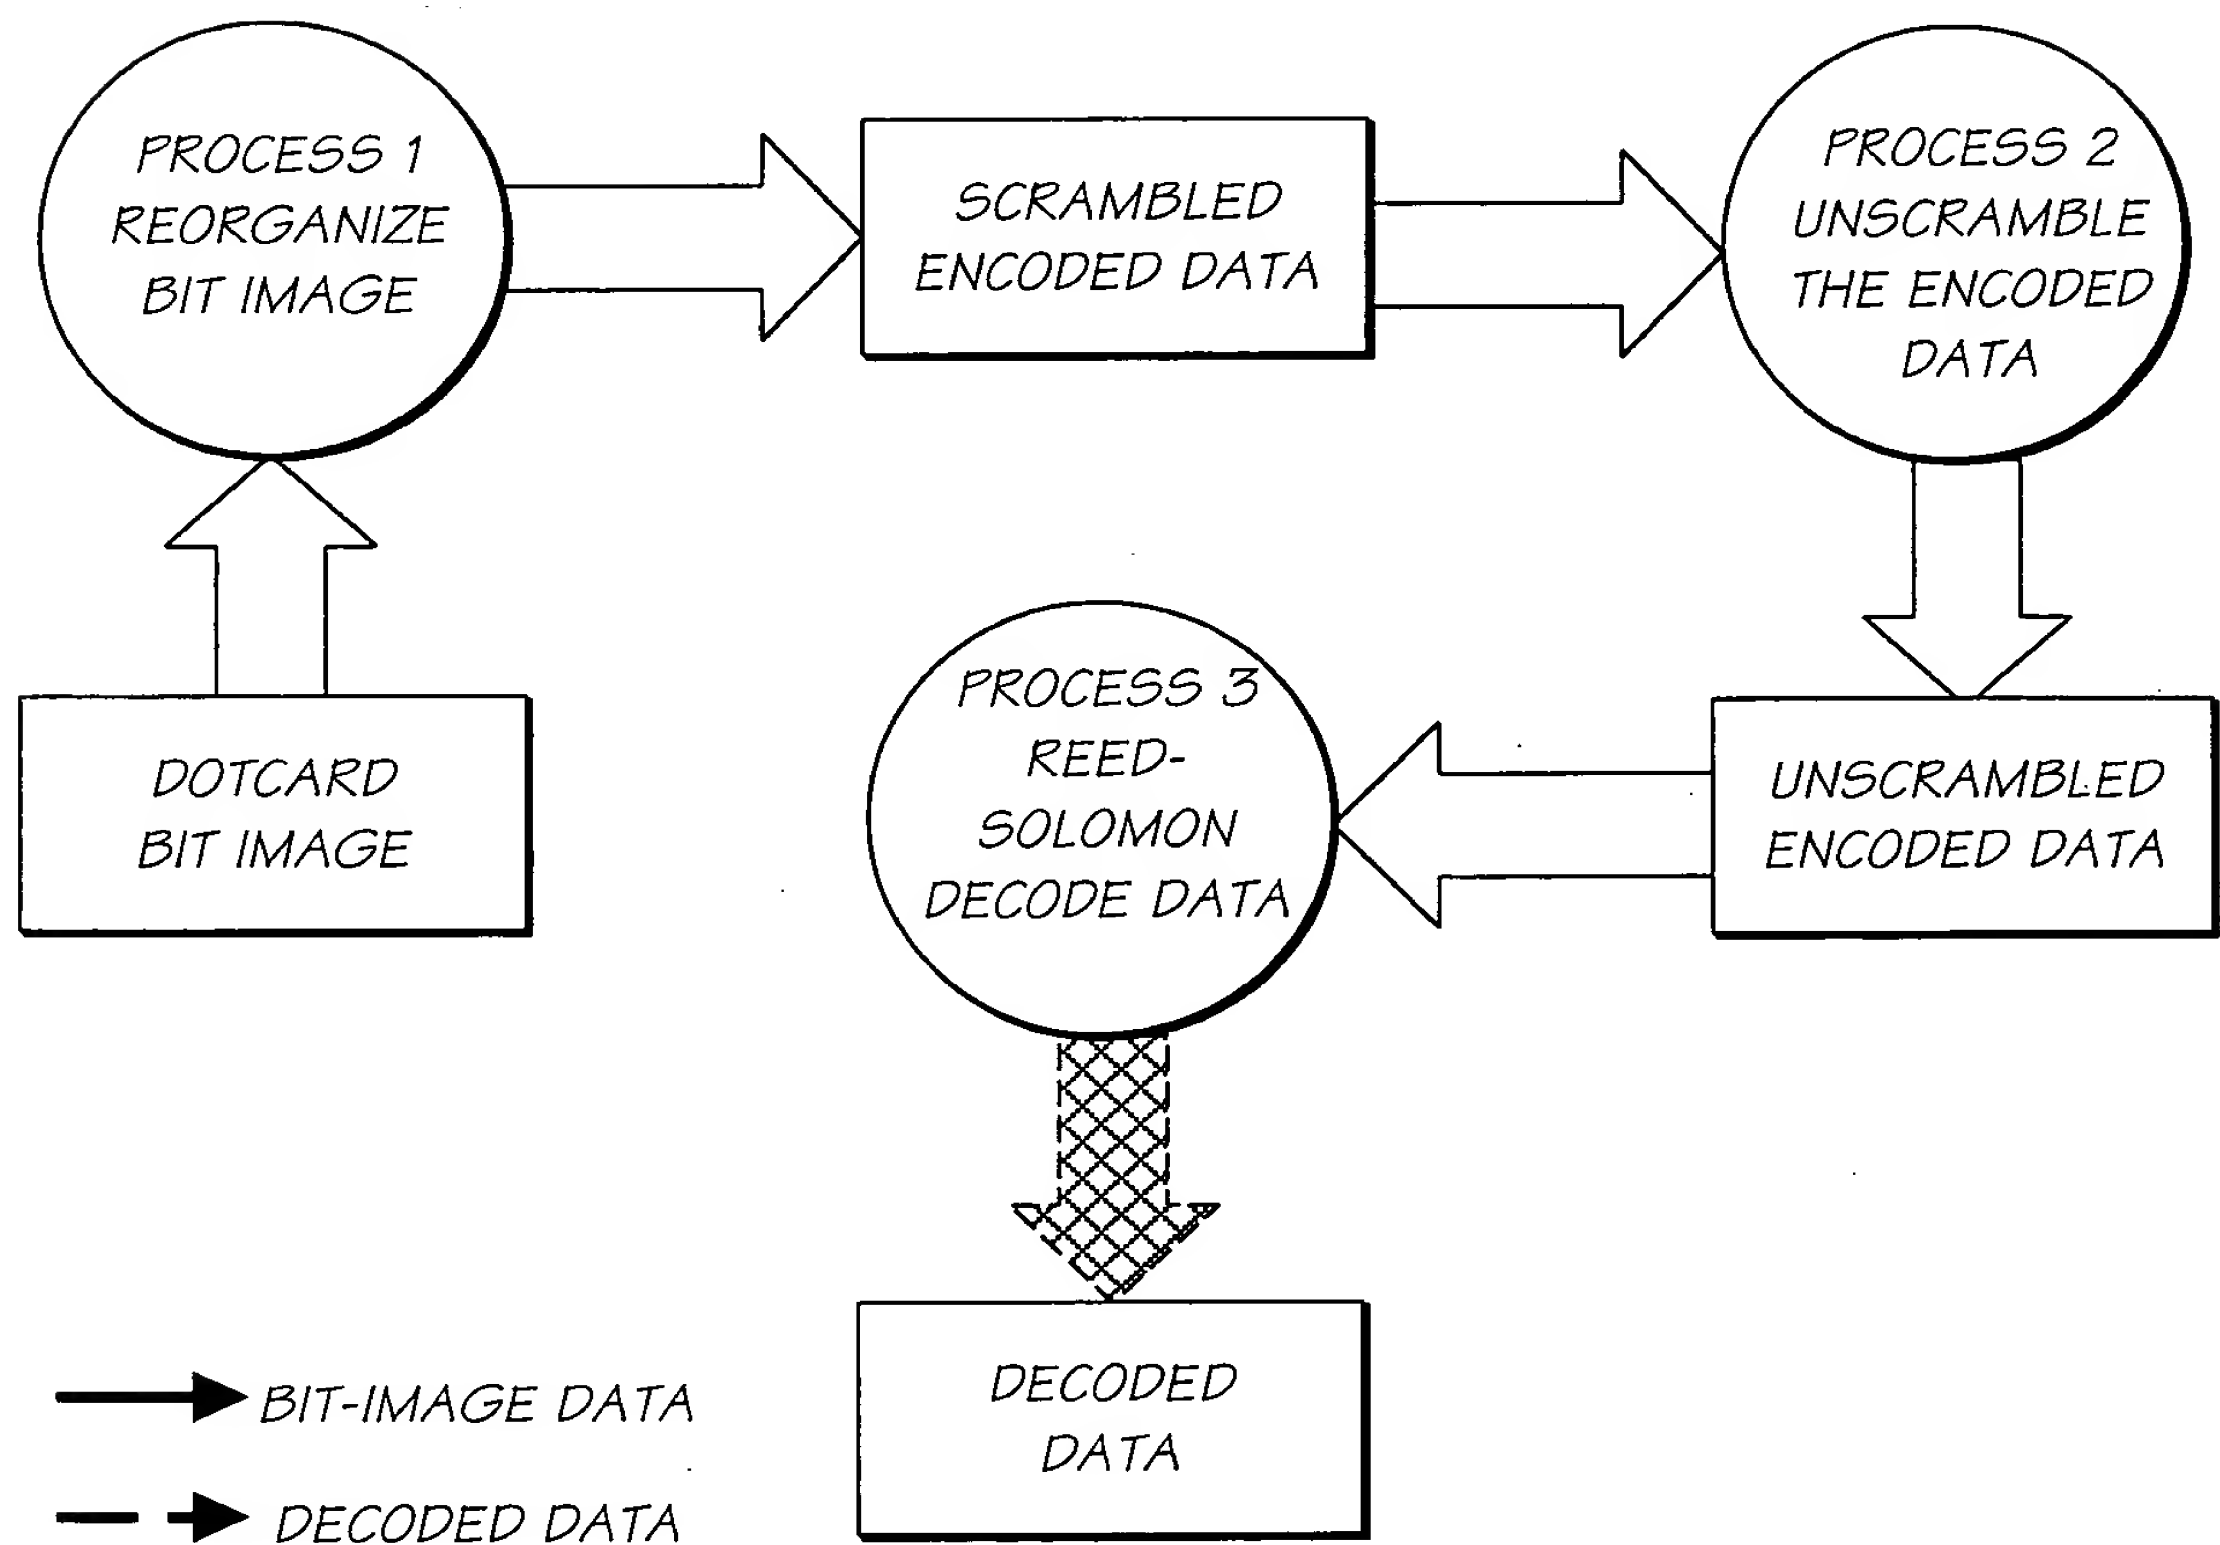 PROCESS 1
REORGANIZE
BIT IMAGE
SCRAMBLED
ENCODED DATA
PROCESS 2
UNSCRAMBLE
THE ENCODED
DATA
DOTCARD
BIT IMAGE
PROCESS 3
REED-
SOLOMON
DECODE DATA
UNSCRAMBLED
ENCODED DATA
DECODED
DATA
BIT-IMAGE DATA
DECODED DATA